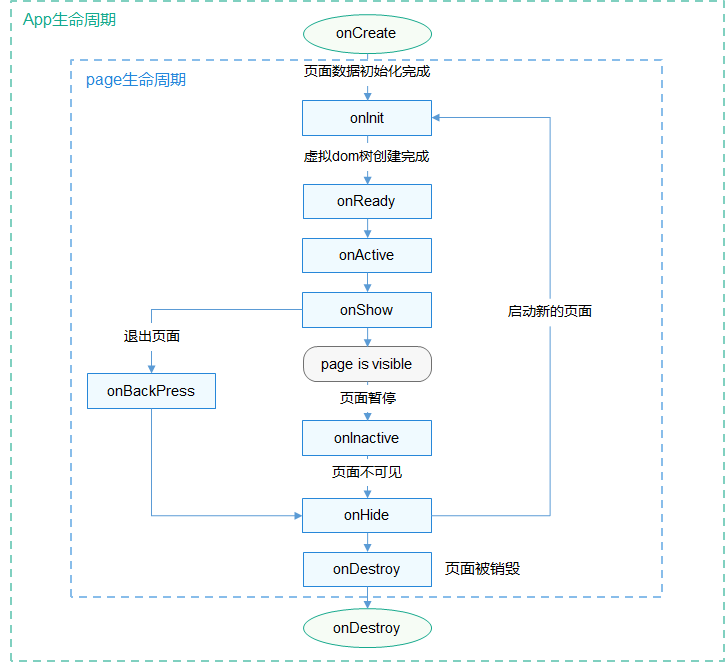 App生命周期
onCreate
页面数据初始化完成
page生命周期
onInit
虚拟dom树创建完成
onReady
onActive
onShow
启动新的页面
退出页面
page is visible
onBackPress
页面暂停
onInactive
页面不可见
onHide
onDestroy
页面被销毁
onDestroy